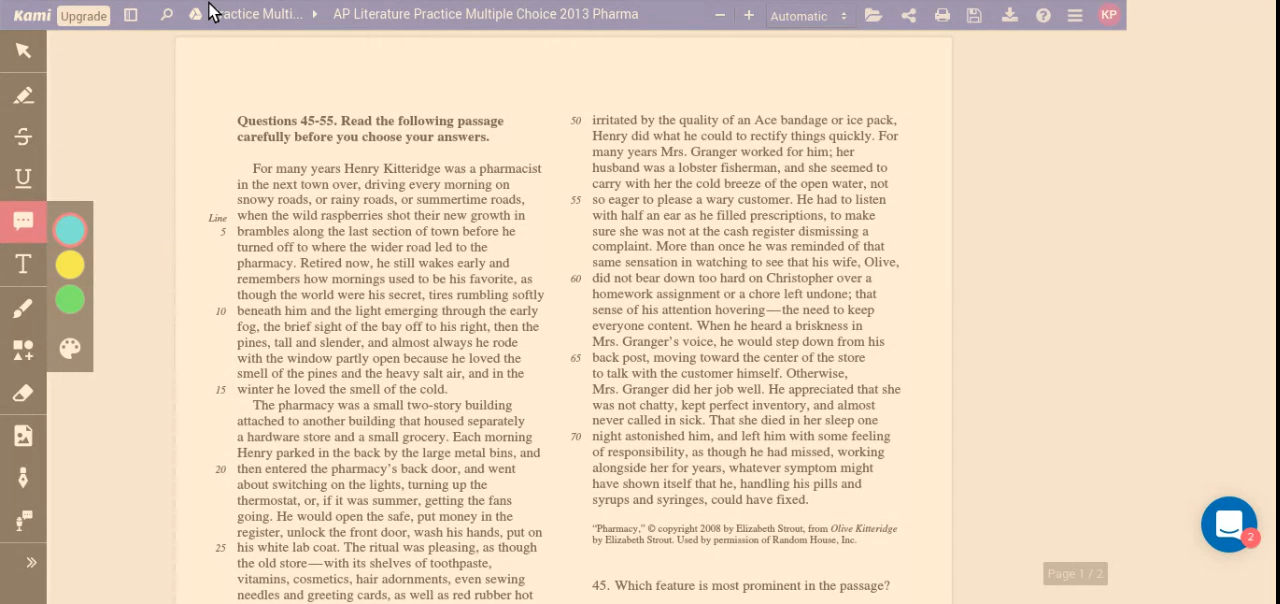 Kami Upgrade ractice Multi... AP Literature Practice Multiple Choice 2013 Pharma Automatic KP
Questions 45-55. Read the following passage
carefully before you choose your answers.
For many years Henry Kitteridge was a pharmacist
in the next town over, driving every morning on
snowy roads, or rainy roads, or summertime roads,
Line when the wild raspberries shot their new growth in
5 brambles along the last section of town before he
turned off to where the wider road led to the
pharmacy. Retired now, he still wakes early and
remembers how mornings used to be his favorite, as
though the world were his secret, tires rumbling softly
10 beneath him and the light emerging through the early
fog, the brief sight of the bay off to his right, then the
pines, tall and slender, and almost always he rode
with the window partly open because he loved the
smell of the pines and the heavy salt air, and in the
15 winter he loved the smell of the cold.
The pharmacy was a small two-story building
attached to another building that housed separately
a hardware store and a small grocery. Each morning
Henry parked in the back by the large metal bins, and
20 then entered the pharmacy's back door, and went
about switching on the lights, turning up the
thermostat, or, if it was summer, getting the fans
going. He would open the safe, put money in the
register, unlock the front door, wash his hands, put on
25 his white lab coat. The ritual was pleasing, as though
the old store—with its shelves of toothpaste,
vitamins, cosmetics, hair adornments, even sewing
needles and greeting cards, as well as red rubber hot
50 irritated by the quality of an Ace bandage or ice pack,
Henry did what he could to rectify things quickly. For
many years Mrs. Granger worked for him; her
husband was a lobster fisherman, and she seemed to
carry with her the cold breeze of the open water, not
55 so eager to please a wary customer. He had to listen
with half an ear as he filled prescriptions, to make
sure she was not at the cash register dismissing a
complaint. More than once he was reminded of that
same sensation in watching to see that his wife, Olive,
60 did not bear down too hard on Christopher over a
homework assignment or a chore left undone; that
sense of his attention hovering—the need to keep
everyone content. When he heard a briskness in
Mrs. Granger's voice, he would step down from his
65 back post, moving toward the center of the store
to talk with the customer himself. Otherwise,
Mrs. Granger did her job well. He appreciated that she
was not chatty, kept perfect inventory, and almost
never called in sick. That she died in her sleep one
70 night astonished him, and left him with some feeling
of responsibility, as though he had missed, working
alongside her for years, whatever symptom might
have shown itself that he, handling his pills and
syrups and syringes, could have fixed.
"Pharmacy," © copyright 2008 by Elizabeth Strout, from Olive Kitteridge
by Elizabeth Strout. Used by permission of Random House, Inc.
45. Which feature is most prominent in the passage?
Page 1 / 2
2